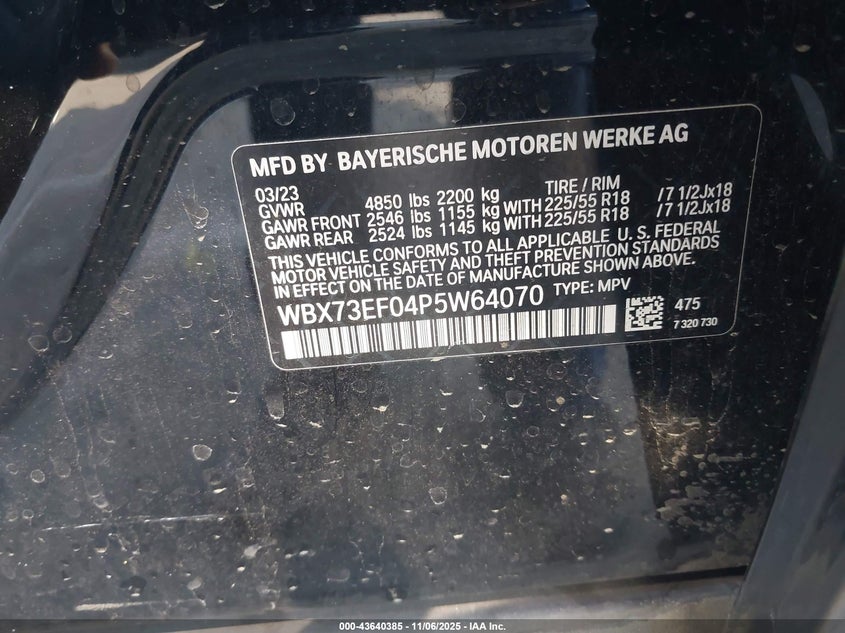 MFD BY BAYERISCHE MOTOREN WERKE AG
03/23 TIRE / RIM
GVWR 4850 lbs 2200 kg
GAWR FRONT 2546 lbs 1155 kg WITH 225/55 R18 /7 1/2Jx18
GAWR REAR 2524 lbs 1145 kg WITH 225/55 R18 /7 1/2Jx18
THIS VEHICLE CONFORMS TO ALL APPLICABLE U. S. FEDERAL
MOTOR VEHICLE SAFETY AND THEFT PREVENTION STANDARDS
IN EFFECT ON THE DATE OF MANUFACTURE SHOWN ABOVE.
WBX73EF04P5W64070 TYPE: MPV
475
7 320 730
000-43640385 - 11/06/2025 - IAA Inc.